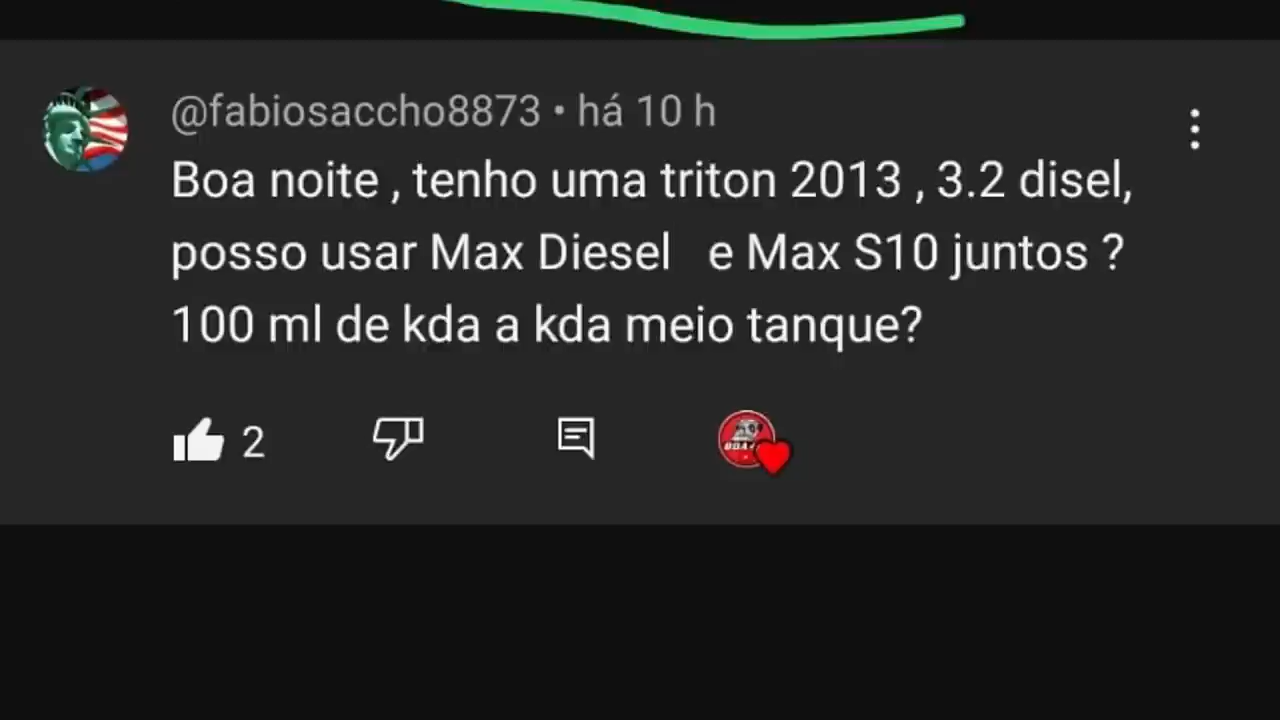 @fabiosaccho8873 • há 10 h
Boa noite , tenho uma triton 2013 , 3.2 disel,
posso usar Max Diesel   e Max S10 juntos ?
100 ml de kda a kda meio tanque?
2